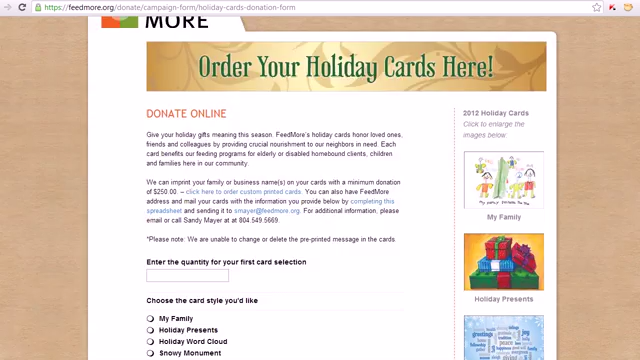 https://feedmore.org/donate/campaign-form/holiday-cards-donation-form
MORE
Order Your Holiday Cards Here!
DONATE ONLINE
Give your holiday gifts meaning this season. FeedMore's holiday cards honor loved ones,
friends and colleagues by providing crucial nourishment to our neighbors in need. Each
card benefits our feeding programs for elderly or disabled homebound clients, children
and families here in our community.
We can imprint your family or business name(s) on your cards with a minimum donation
of $250.00. – click here to order custom printed cards. You can also have FeedMore
address and mail your cards with the information you provide below by completing this
spreadsheet and sending it to smayer@feedmore.org. For additional information, please
email or call Sandy Mayer at at 804.549.5669.
*Please note: We are unable to change or delete the pre-printed message in the cards.
Enter the quantity for your first card selection
Choose the card style you'd like
My Family
Holiday Presents
Holiday Word Cloud
Snowy Monument
2012 Holiday Cards
Click to enlarge the
images below
My Family
Holiday Presents
greetings
peace
joy